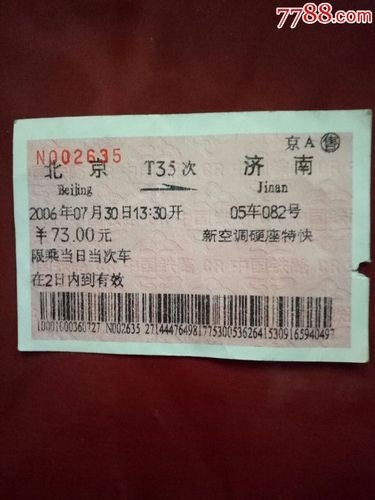 7788.com
京A 售
N002635
北京 T35次 济南
Beijing Jinan
2006年07月30日13:30开 05车082号
￥73.00元 新空调硬座特快
限乘当日当次车
在2日内到有效
10001000360727 N002635 2714447649817753005362641530916594049​7